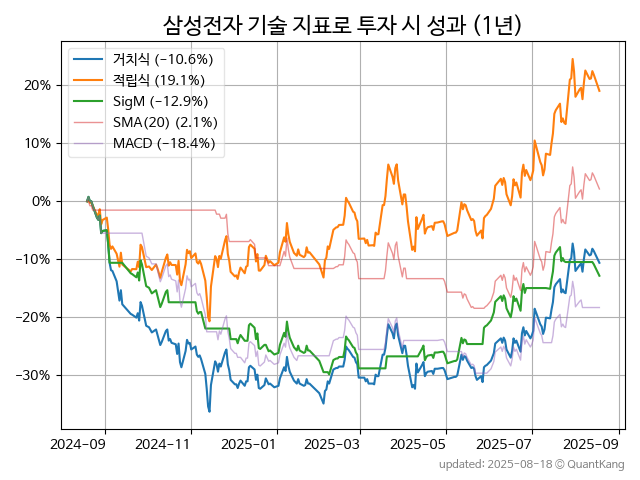 삼성전자 기술 지표로 투자 시 성과 (1년)
거치식 (−10.6%)
적립식 (19.1%)
SigM (−12.9%)
SMA(20) (2.1%)
MACD (−18.4%)
20%
10%
0%
−10%
−20%
−30%
2024-09 2024-11 2025-01 2025-03 2025-05 2025-07 2025-09
updated: 2025-08-18 © QuantKang